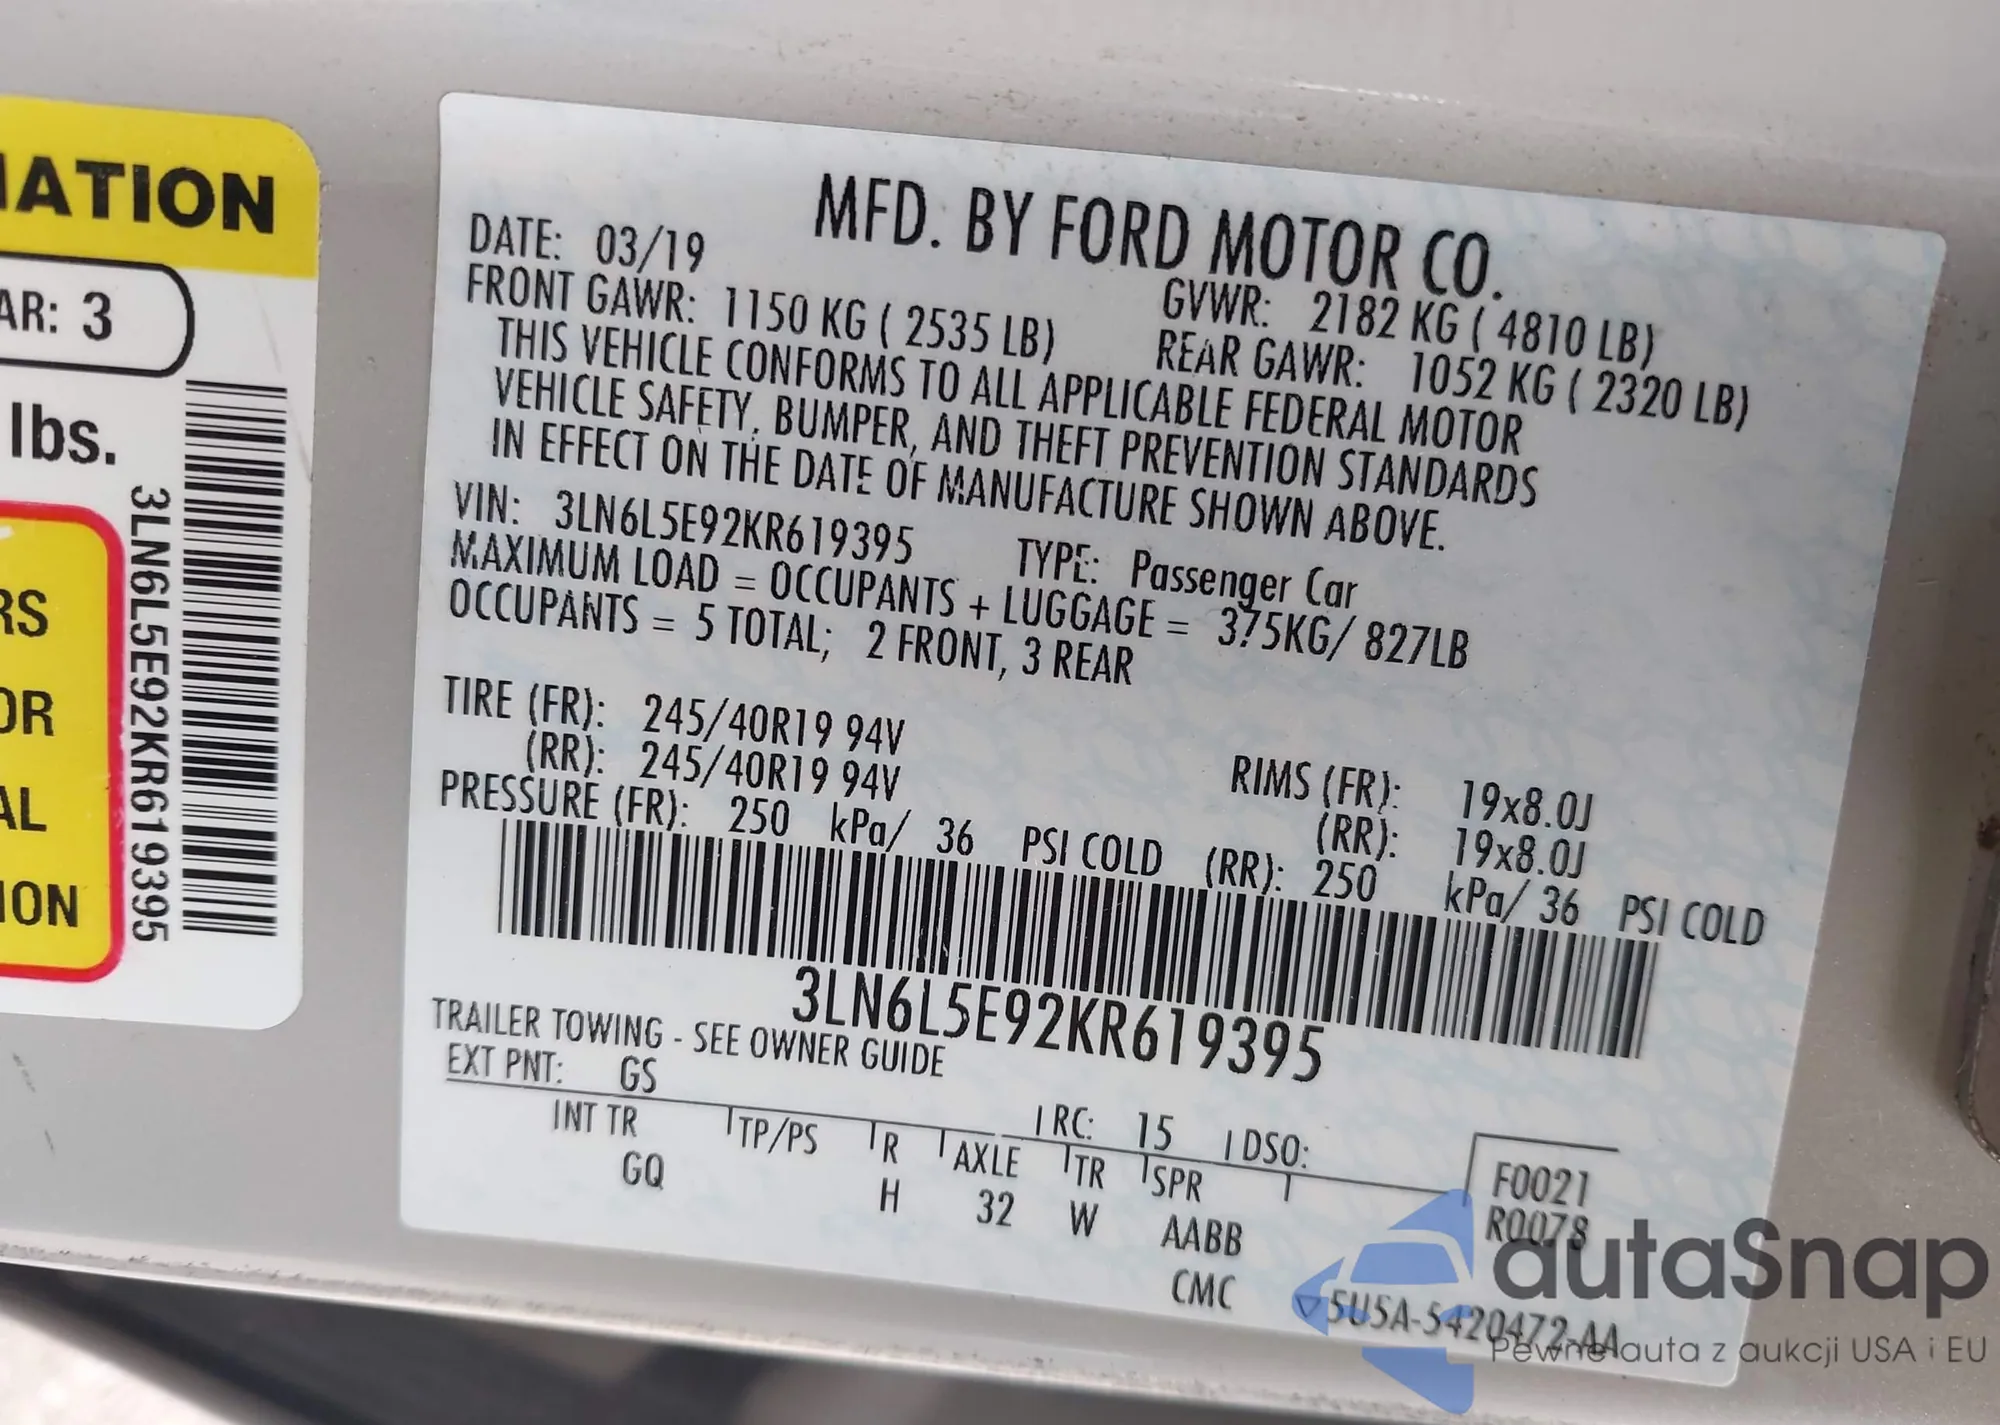 MATION
AR: 3
lbs.
RS
OR
AL
ION
3LN6L5E92KR619395
MFD. BY FORD MOTOR CO.
DATE: 03/19 GVWR: 2182 KG ( 4810 LB)
FRONT GAWR: 1150 KG ( 2535 LB) REAR GAWR: 1052 KG ( 2320 LB)
THIS VEHICLE CONFORMS TO ALL APPLICABLE FEDERAL MOTOR
VEHICLE SAFETY, BUMPER, AND THEFT PREVENTION STANDARDS
IN EFFECT ON THE DATE OF MANUFACTURE SHOWN ABOVE.
VIN: 3LN6L5E92KR619395 TYPE: Passenger Car
MAXIMUM LOAD = OCCUPANTS + LUGGAGE = 375KG/ 827LB
OCCUPANTS = 5 TOTAL; 2 FRONT, 3 REAR
TIRE (FR): 245/40R19 94V RIMS (FR): 19x8.0J
(RR): 245/40R19 94V (RR): 19x8.0J
PRESSURE (FR): 250 kPa/ 36 PSI COLD (RR): 250 kPa/ 36 PSI COLD
3LN6L5E92KR619395
TRAILER TOWING - SEE OWNER GUIDE
EXT PNT: GS RC: 15 DSO:
INT TR TP/PS R AXLE TR SPR F0021
GQ H 32 W AABB R0078
CMC
5U5A-5420472-AA
autaSnap
Pewne auta z aukcji USA i EU